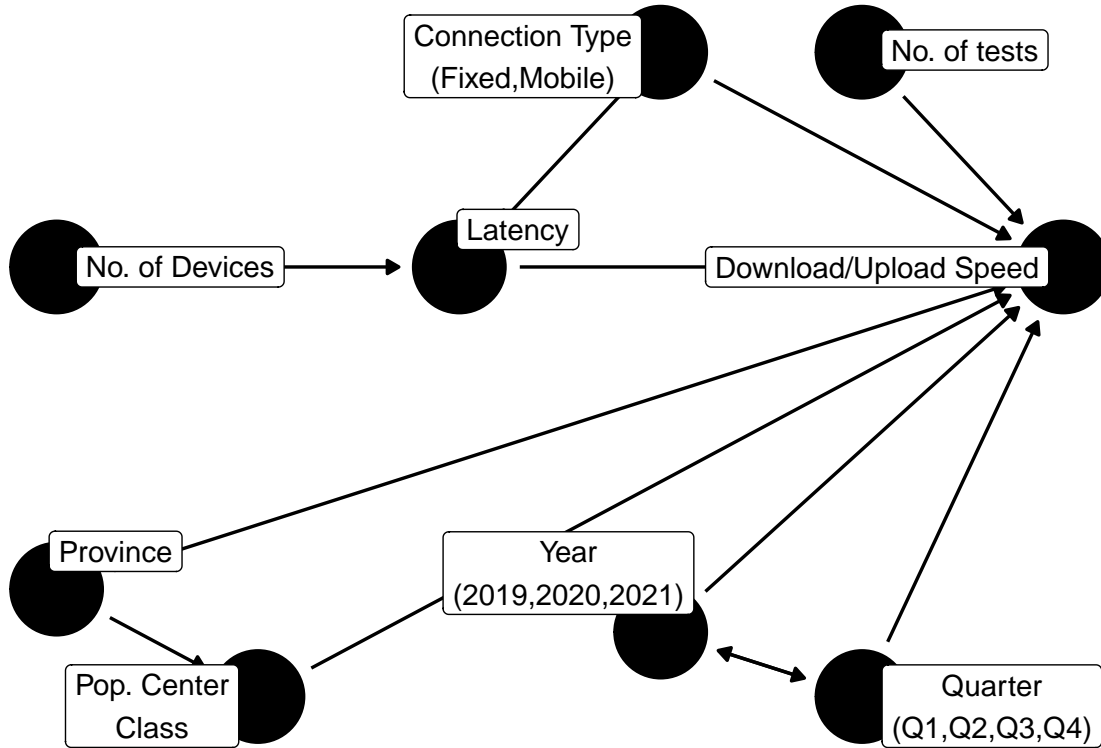 Connection Type
(Fixed,Mobile)
No. of tests
Latency
No. of Devices
Download/Upload Speed
Province
Year
(2019,2020,2021)
Pop. Center
Class
Quarter
(Q1,Q2,Q3,Q4)